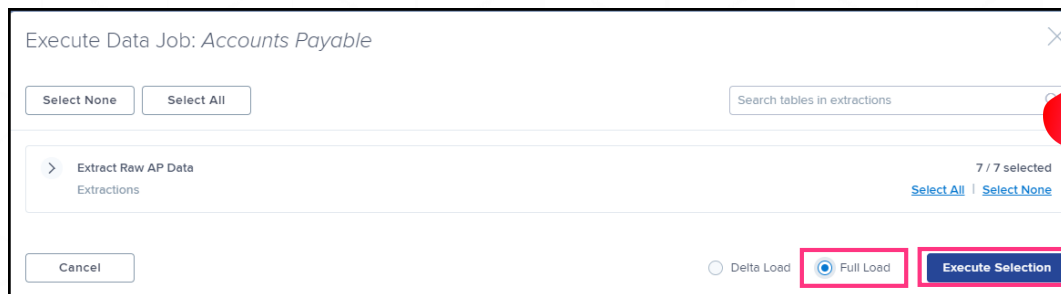 Execute Data Job: Accounts Payable
Select None Select All Search tables in extractions
Extract Raw AP Data 7 / 7 selected
Extractions Select All | Select None
Cancel Delta Load Full Load Execute Selection